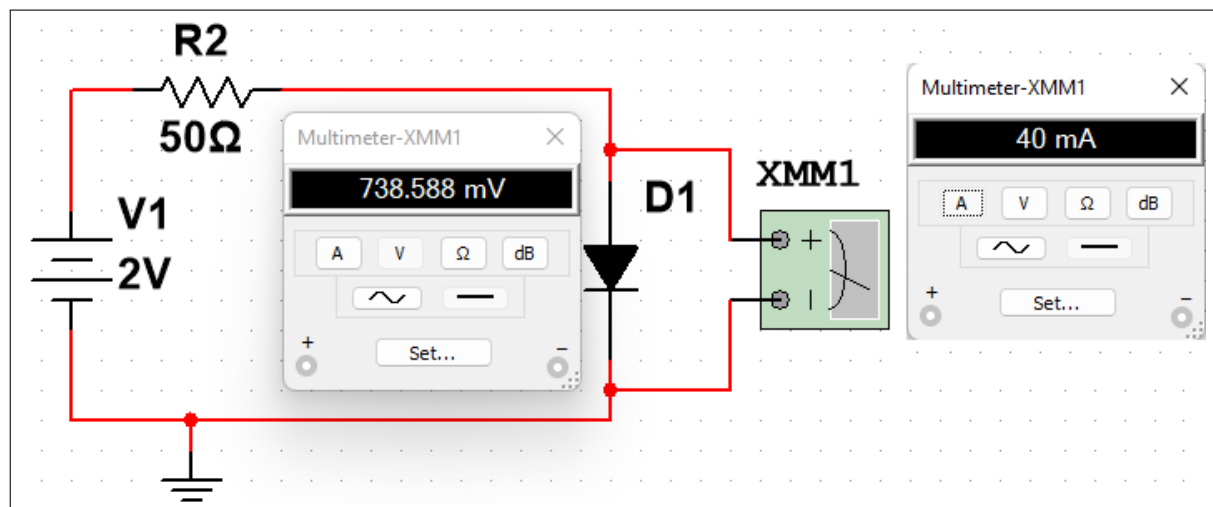 R2
50Ω
V1
2V
Multimeter-XMM1
738.588 mV
A V Ω dB
+ Set... −
D1
XMM1
+
Multimeter-XMM1
40 mA
A V Ω dB
+ Set... −